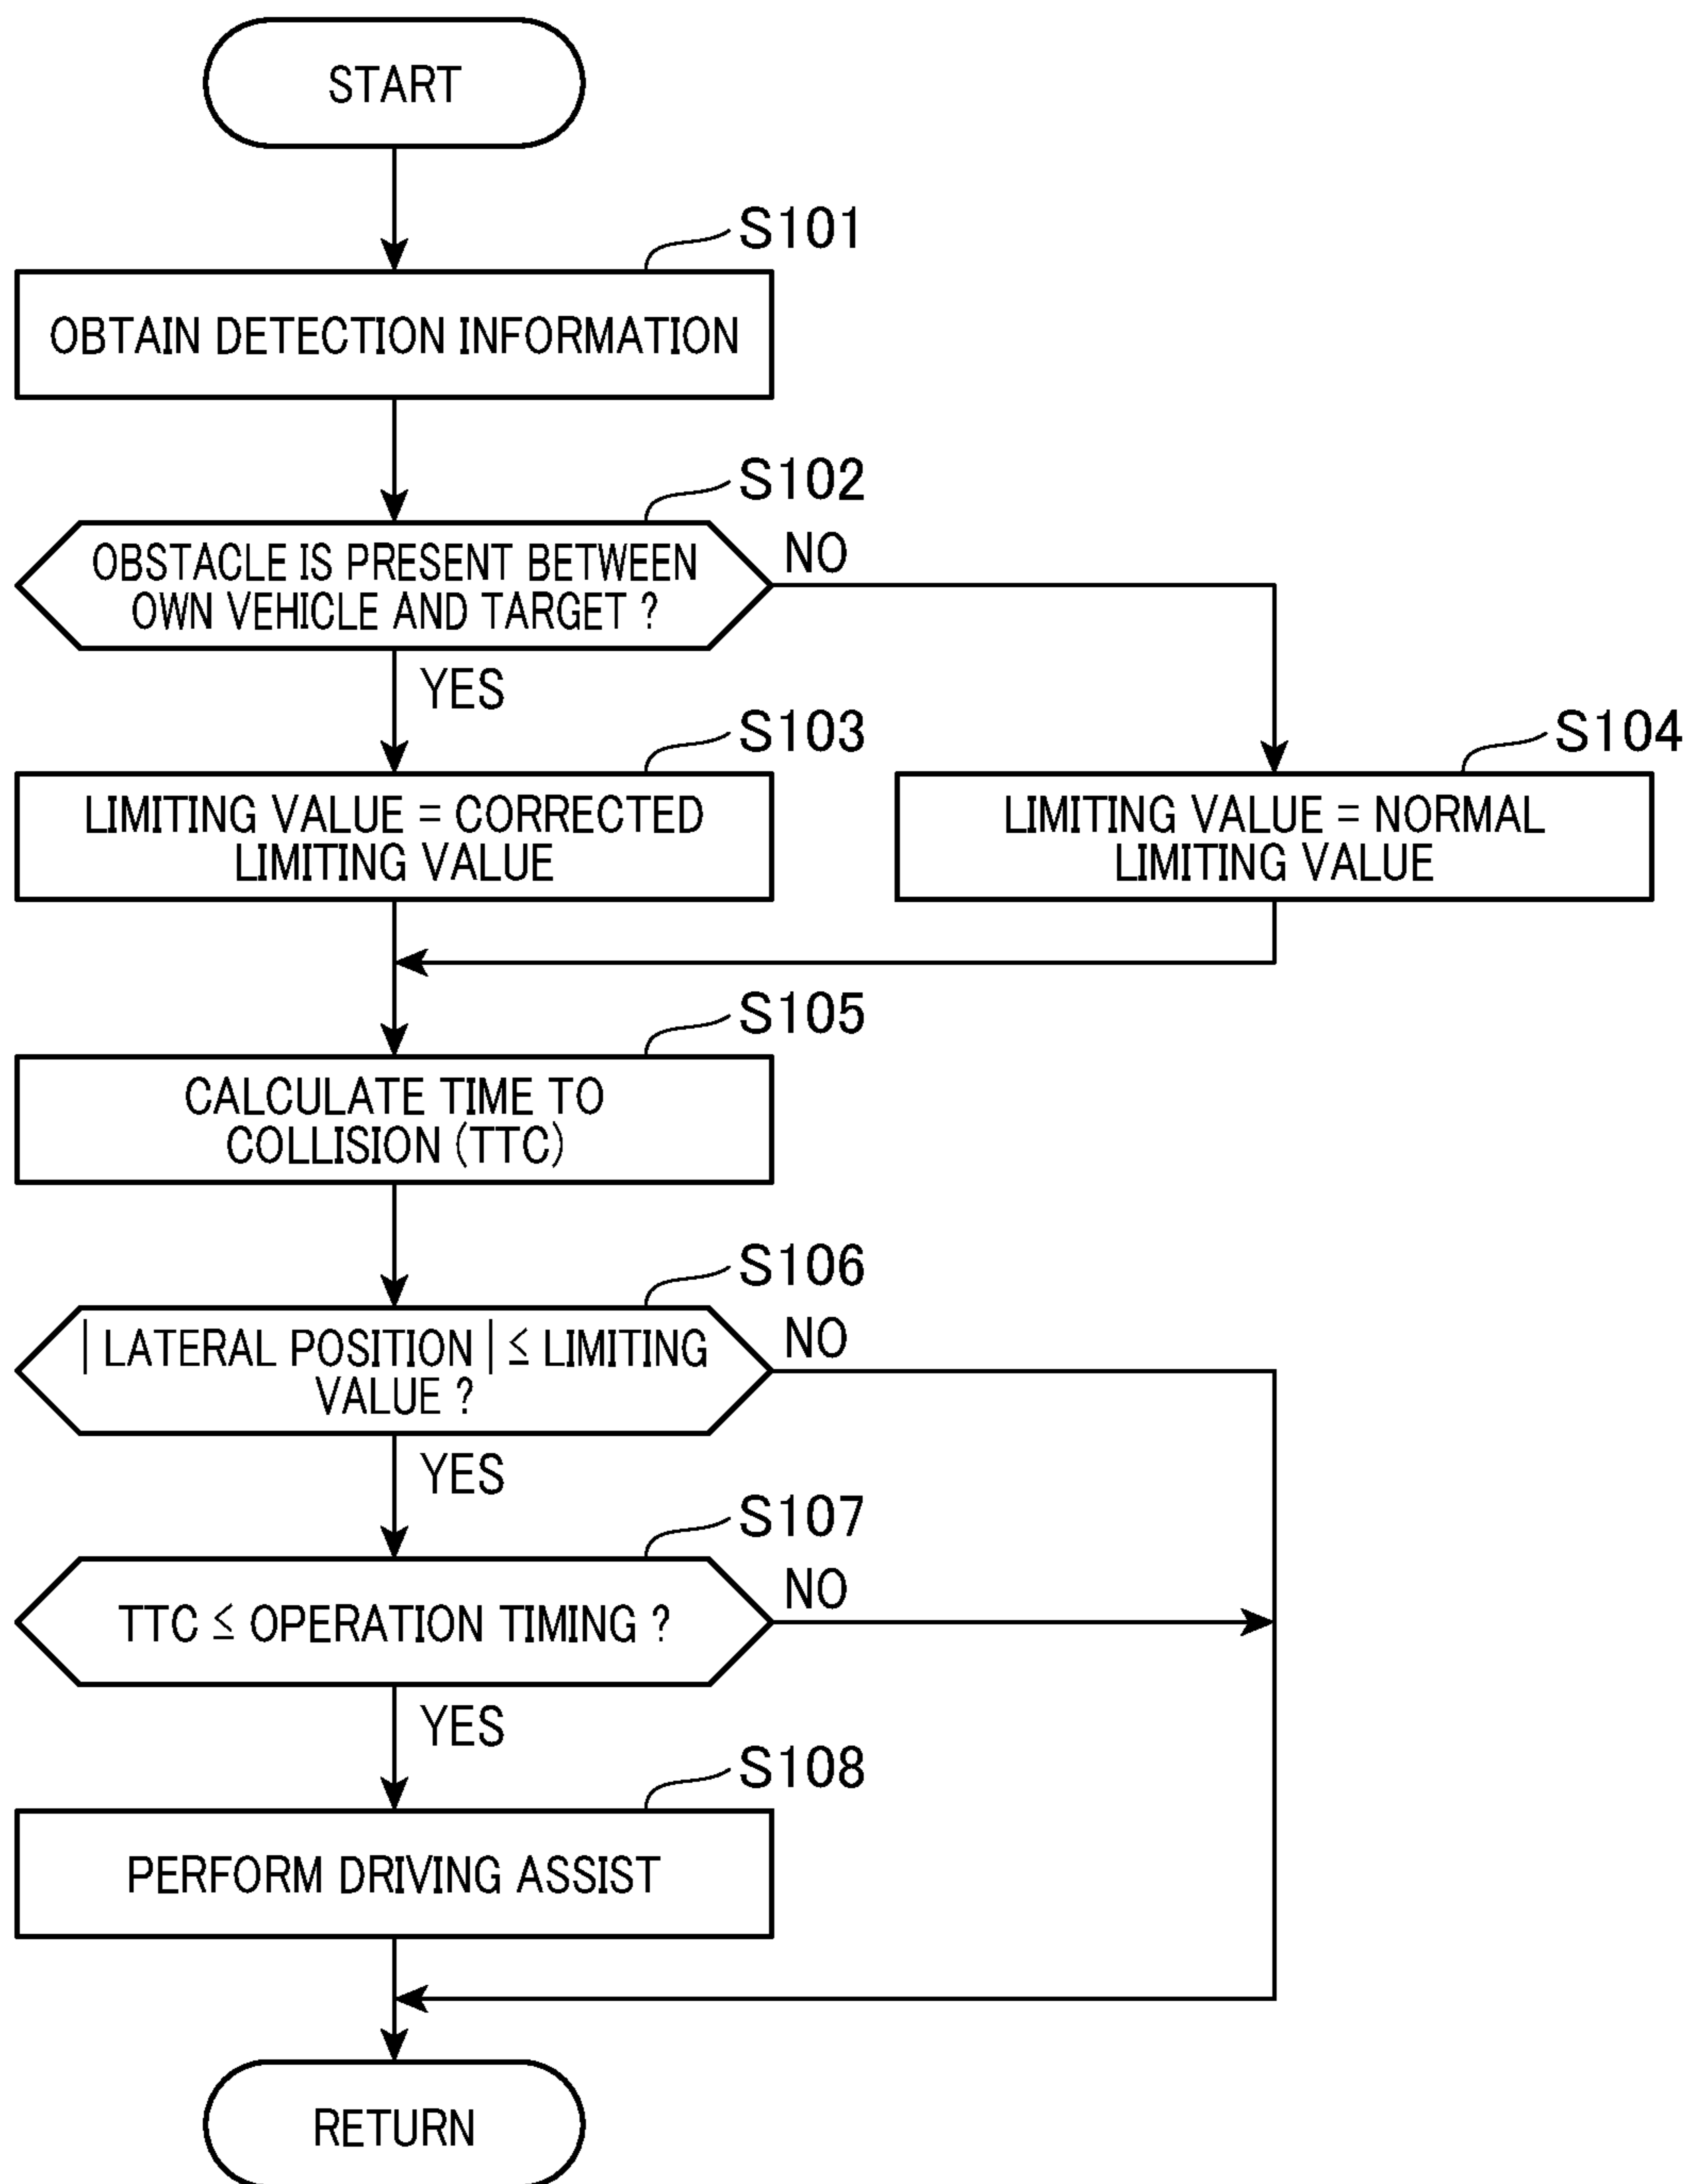 START
S101
OBTAIN DETECTION INFORMATION
S102
OBSTACLE IS PRESENT BETWEEN
OWN VEHICLE AND TARGET ?
NO
YES
S103
LIMITING VALUE = CORRECTED
LIMITING VALUE
S104
LIMITING VALUE = NORMAL
LIMITING VALUE
S105
CALCULATE TIME TO
COLLISION (TTC)
S106
| LATERAL POSITION | ≤ LIMITING
VALUE ?
NO
YES
S107
TTC ≤ OPERATION TIMING ?
NO
YES
S108
PERFORM DRIVING ASSIST
RETURN